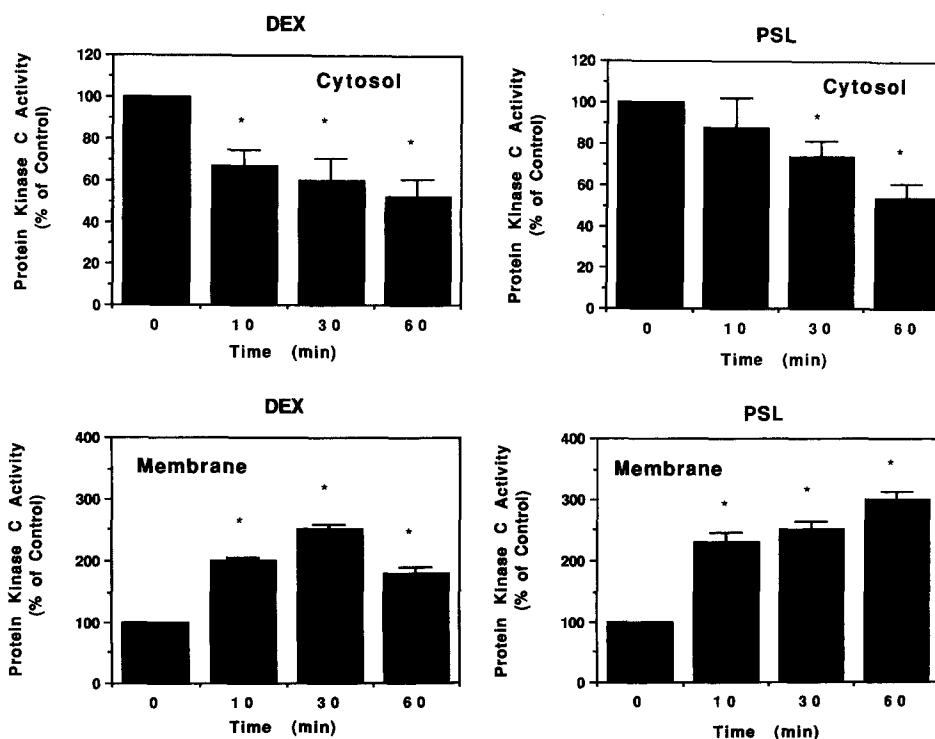 DEX
Protein Kinase C Activity
(% of Control)
120
100
80
60
40
20
0
Cytosol
*
*
*
0 10 30 60
Time (min)
PSL
Protein Kinase C Activity
(% of Control)
120
100
80
60
40
20
0
Cytosol
*
*
0 10 30 60
Time (min)
DEX
Protein Kinase C Activity
(% of Control)
400
300
200
100
0
Membrane
*
*
*
0 10 30 60
Time (min)
PSL
Protein Kinase C Activity
(% of Control)
400
300
200
100
0
Membrane
*
*
*
0 10 30 60
Time (min)